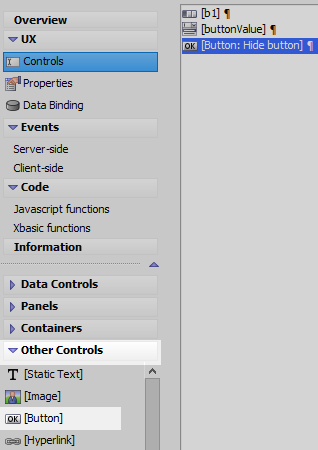 Overview
UX
Controls
Properties
Data Binding
Events
Server-side
Client-side
Code
Javascript functions
Xbasic functions
Information
Data Controls
Panels
Containers
Other Controls
[Static Text]
[Image]
OK [Button]
[Hyperlink]
[b1] ¶
[buttonValue] ¶
OK [Button: Hide button] ¶